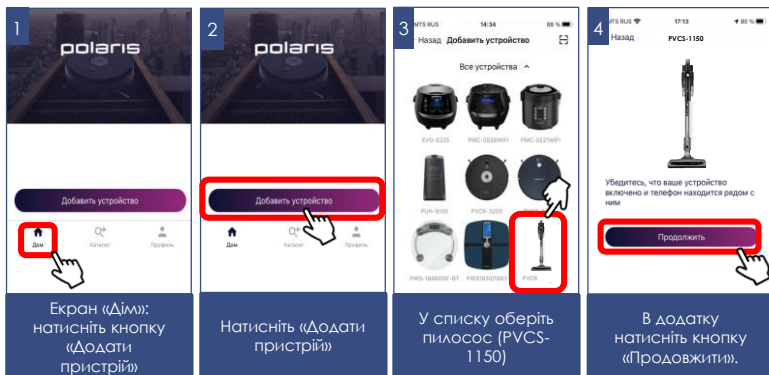 1
polaris
Добавить устройство
Дом
Каталог
Профиль
Екран «Дім»:
натисніть кнопку
«Додати
пристрій»
2
polaris
Добавить устройство
Дом
Каталог
Профиль
Натисніть «Додати
пристрій»
3
MTS RUS 14:34 88 %
Назад Добавить устройство
Все устройства
EVO-0225
PMC-0526WIFI
PMC-0521WIFI
PUH-9105
PVCR-3200
PWS-1886DGF-BT
PVCR
У списку оберіть
пилосос (PVCS-
1150)
4
MTS RUS 17:13 80 %
Назад PVCS-1150
Убедитесь, что ваше устройство
включено и телефон находится рядом с
ним
Продолжить
В додатку
натисніть кнопку
«Продовжити».